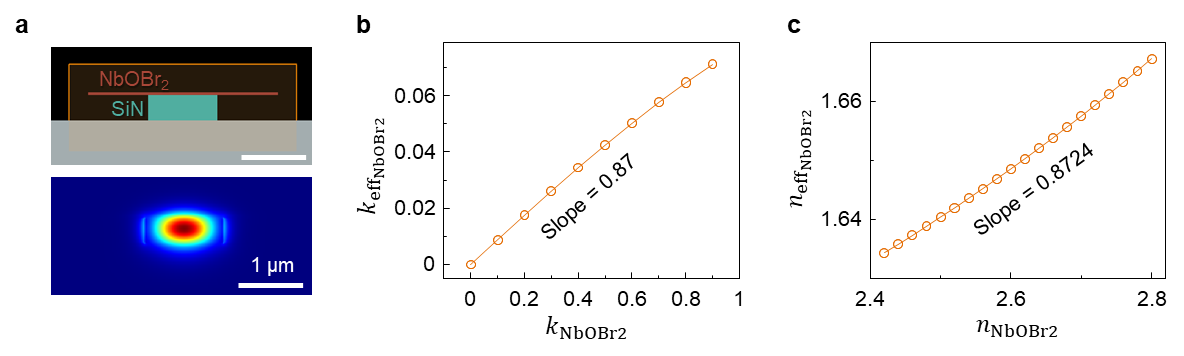 a
NbOBr2
SiN
1 μm
b
0.06
0.04
0.02
0
0
0.2
0.4
0.6
0.8
1
keffNbOBr2
kNbOBr2
Slope = 0.87
c
1.66
1.64
2.4
2.6
2.8
neffNbOBr2
nNbOBr2
Slope = 0.8724